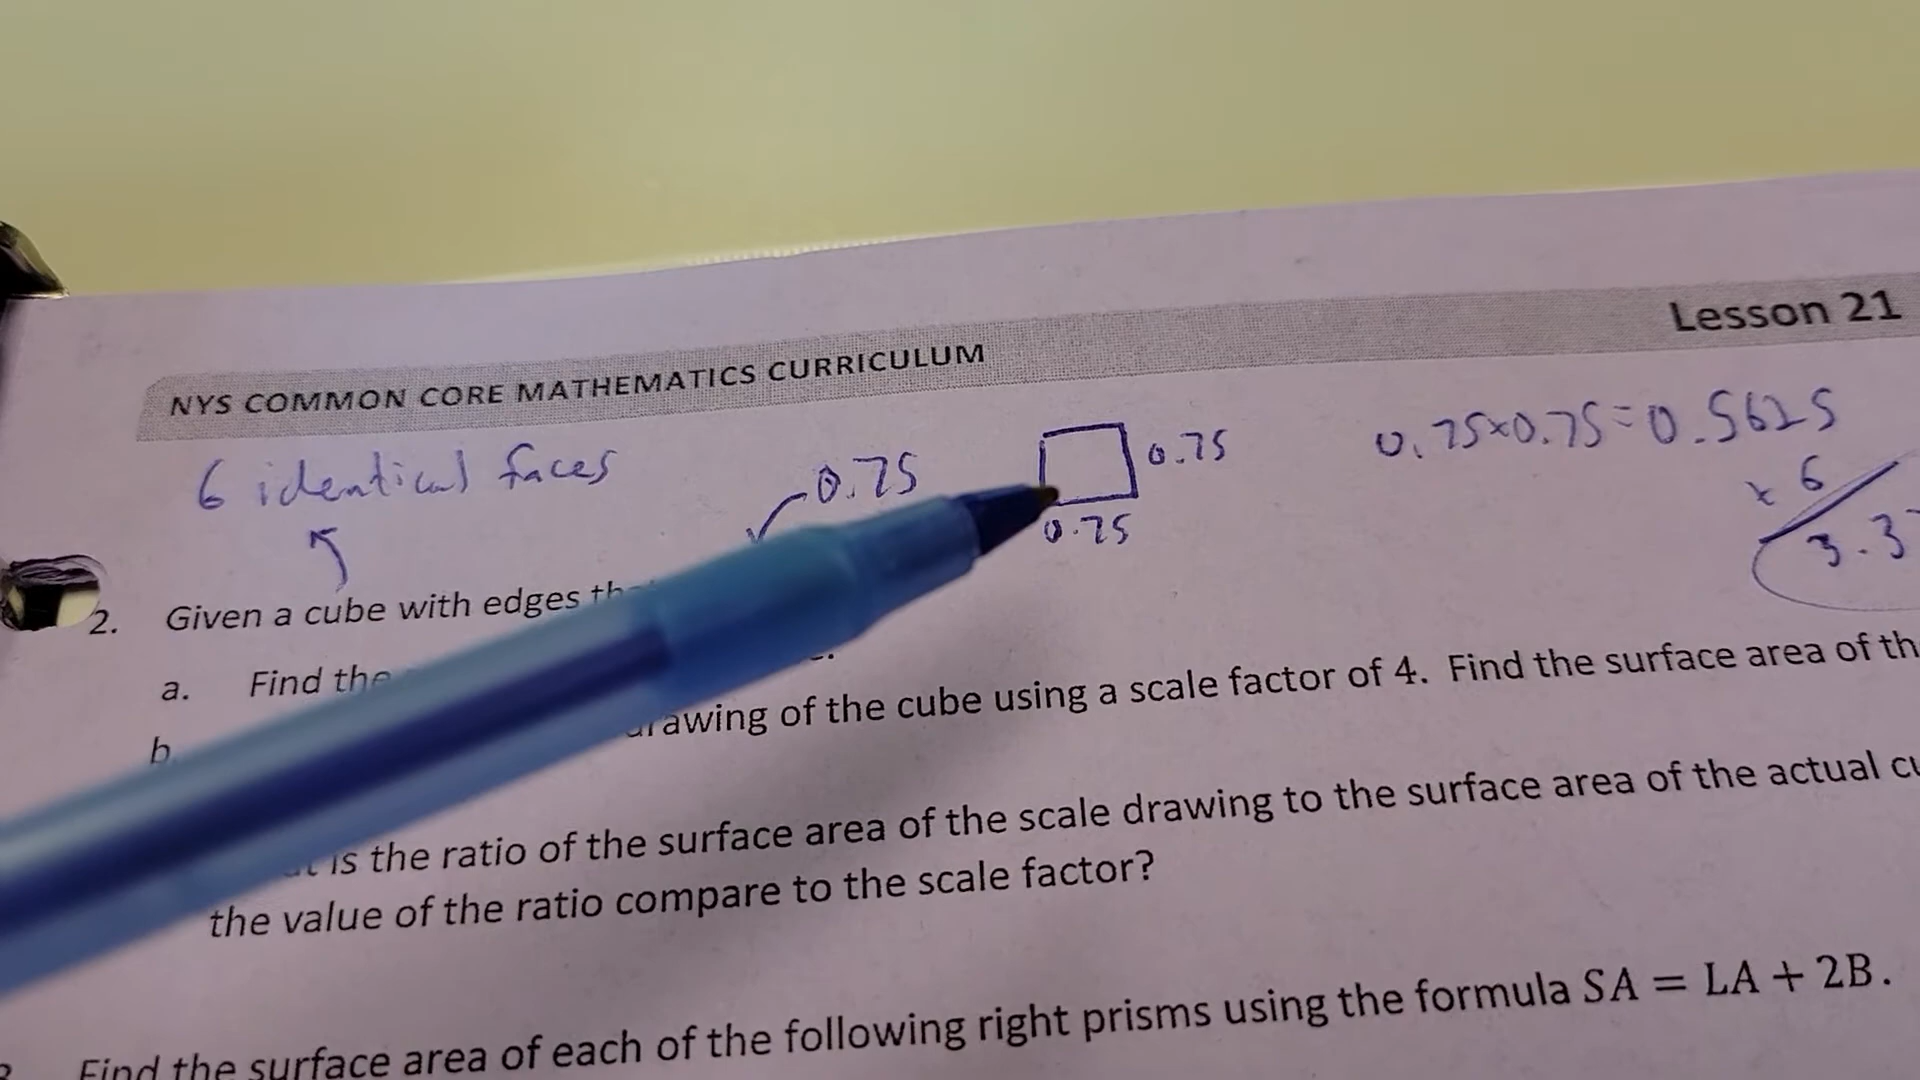 Lesson 21
NYS COMMON CORE MATHEMATICS CURRICULUM
6 identical faces
0.75
0.75
0.75
0.75×0.75=0.5625
× 6
3.3
2. Given a cube with edges
a. Find the
b. drawing of the cube using a scale factor of 4. Find the surface area of
is the ratio of the surface area of the scale drawing to the surface area of the actual
the value of the ratio compare to the scale factor?
Find the surface area of each of the following right prisms using the formula SA = LA + 2B.